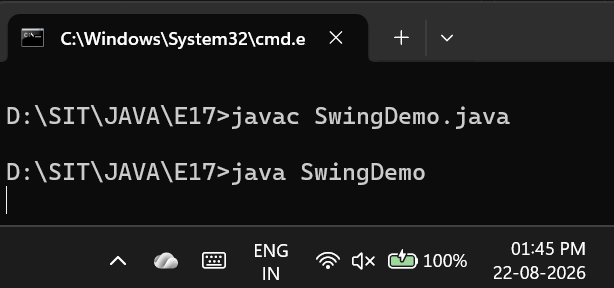 C:\Windows\System32\cmd.e
D:\SIT\JAVA\E17>javac SwingDemo.java
D:\SIT\JAVA\E17>java SwingDemo
ENG
IN
100%
01:45 PM
22-08-2026